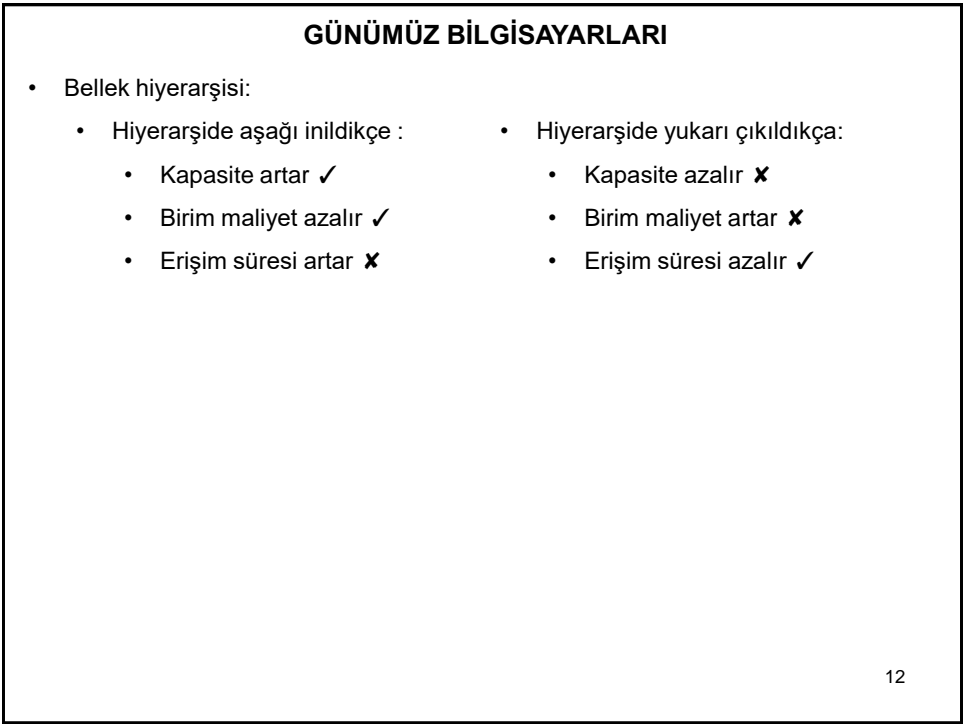 GÜNÜMÜZ BİLGİSAYARLARI
• Bellek hiyerarşisi:
• Hiyerarşide aşağı inildikçe :
• Kapasite artar ✓
• Birim maliyet azalır ✓
• Erişim süresi artar ✘
• Hiyerarşide yukarı çıkıldıkça:
• Kapasite azalır ✘
• Birim maliyet artar ✘
• Erişim süresi azalır ✓
12